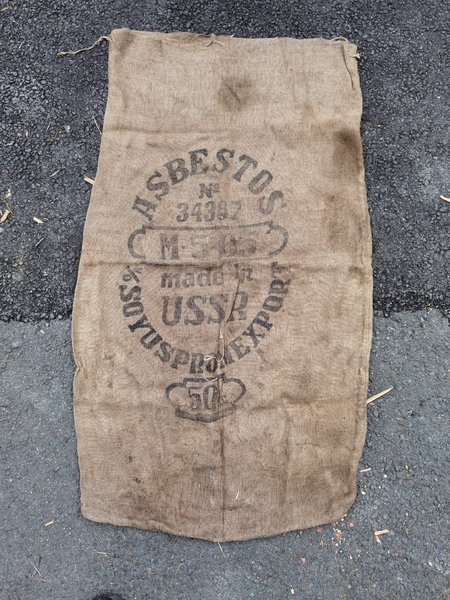 ASBESTOS
№
34387
M-5-65
made in
USSR
V/O SOYUSPROMEXPORT
50